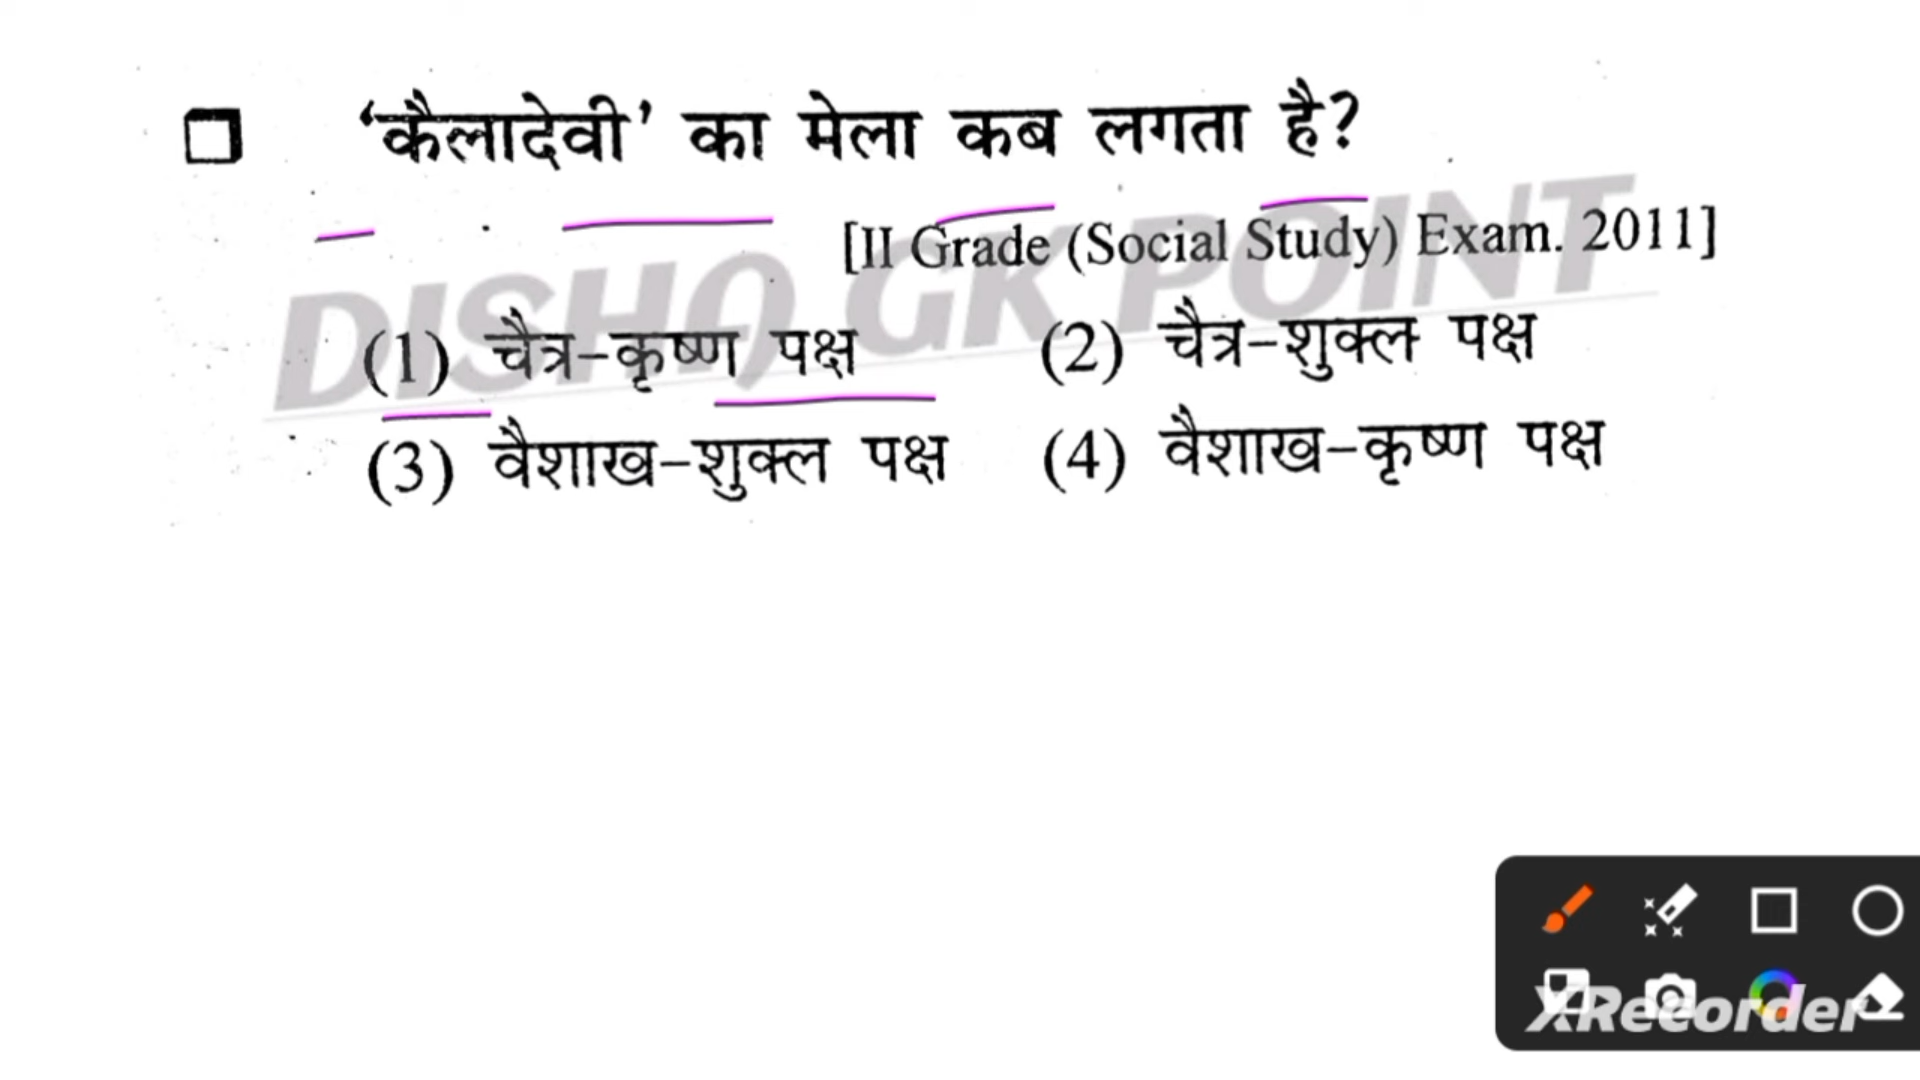 ‘कैलादेवी’ का मेला कब लगता है?
[II Grade (Social Study) Exam. 2011]
DISHA GK POINT
(1) चैत्र–कृष्ण पक्ष (2) चैत्र–शुक्ल पक्ष
(3) वैशाख–शुक्ल पक्ष (4) वैशाख–कृष्ण पक्ष
XRecorder